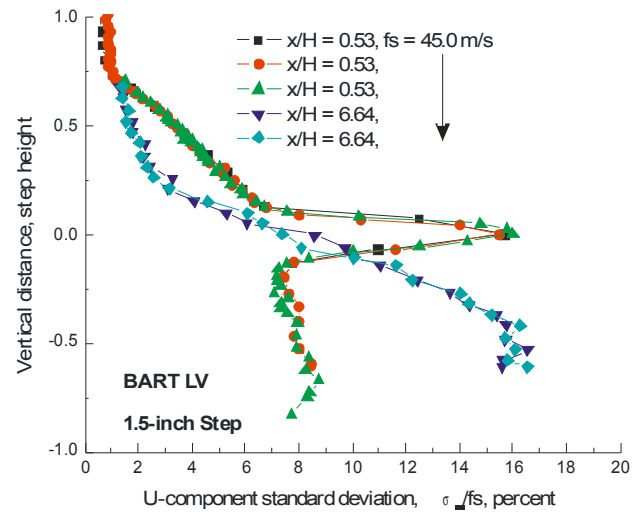 x/H = 0.53, fs = 45.0 m/s
x/H = 0.53,
x/H = 0.53,
x/H = 6.64,
x/H = 6.64,
1.0
0.5
0.0
-0.5
-1.0
Vertical distance, step height
BART LV
1.5-inch Step
0 2 4 6 8 10 12 14 16 18 20
U-component standard deviation, σ /fs, percent